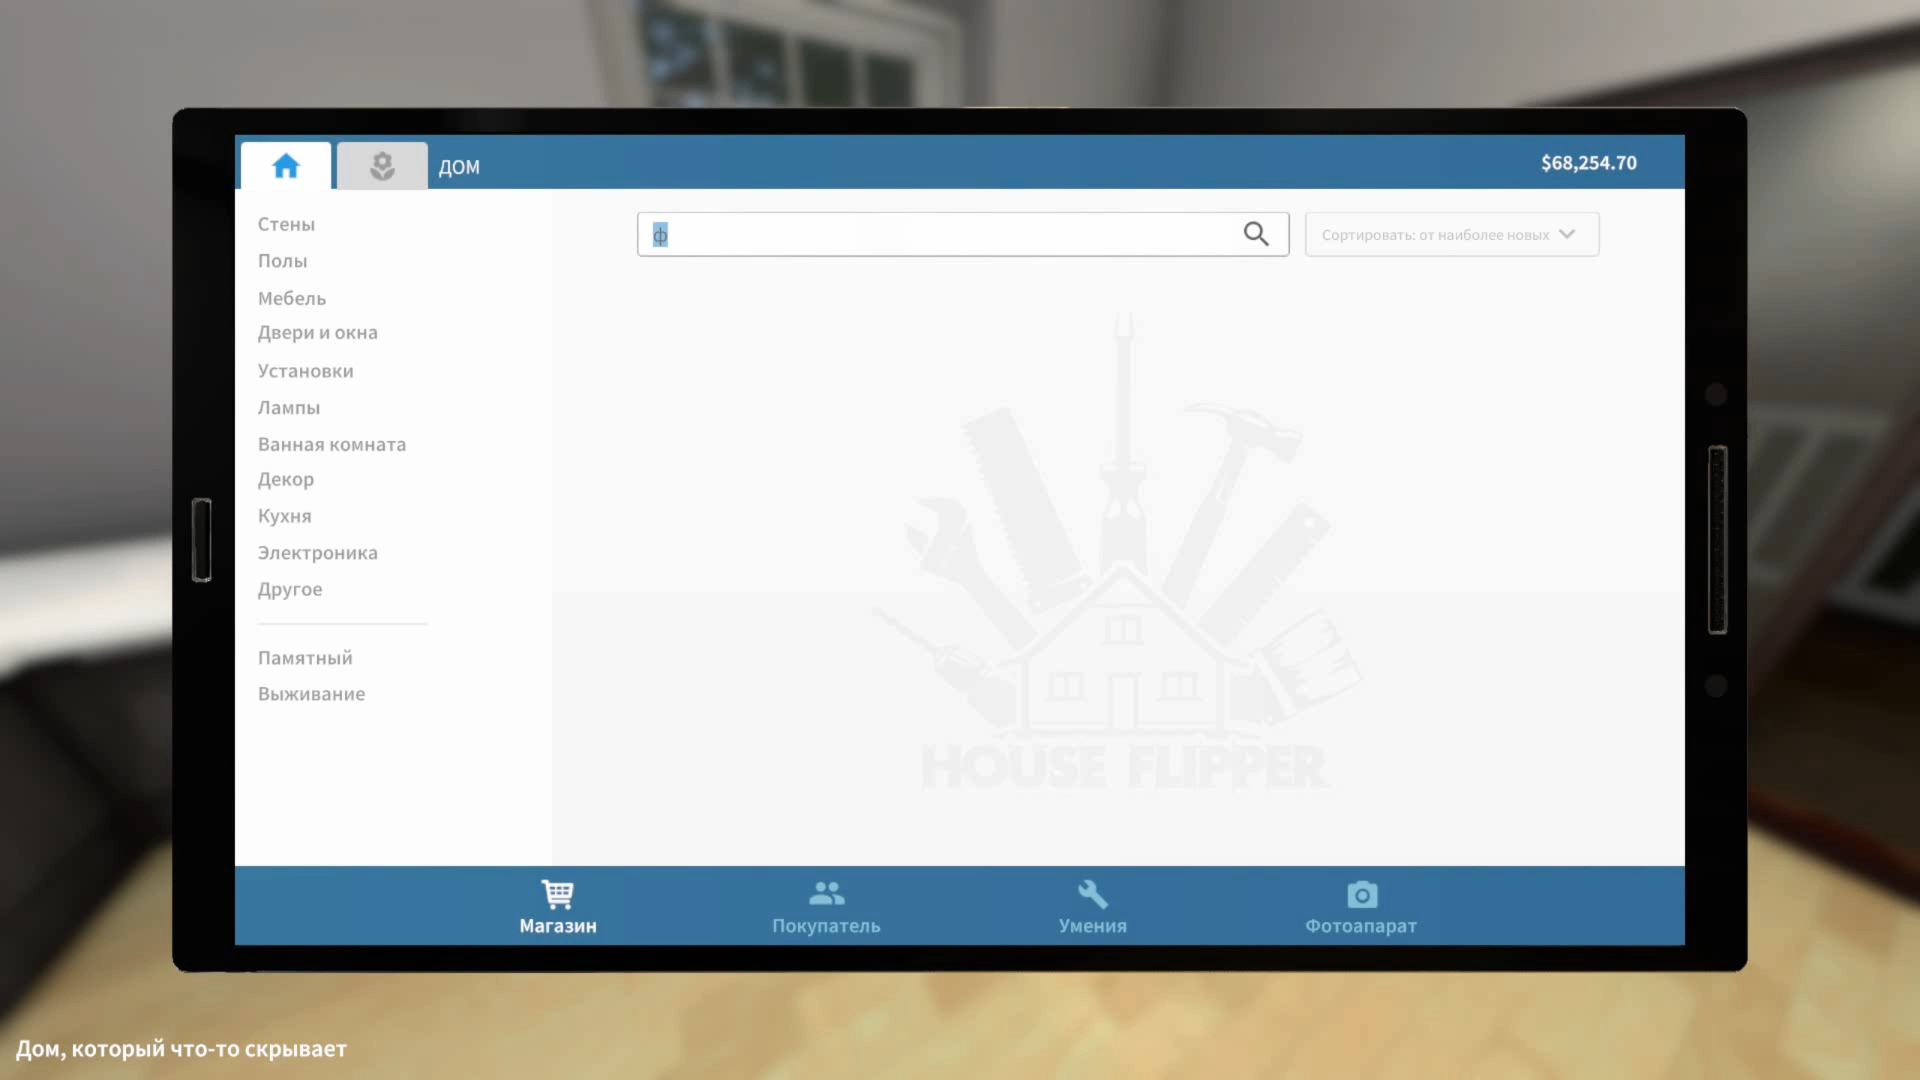 ДОМ
$68,254.70
ф
Сортировать: от наиболее новых
Стены
Полы
Мебель
Двери и окна
Установки
Лампы
Ванная комната
Декор
Кухня
Электроника
Другое
Памятный
Выживание
HOUSE FLIPPER
Магазин
Покупатель
Умения
Фотоапарат
Дом, который что-то скрывает